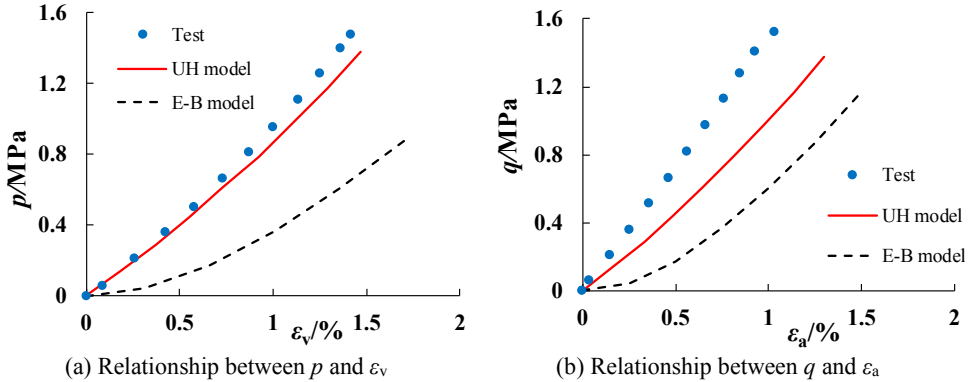 1.6
1.2
0.8
0.4
0
0
0.5
1
1.5
2
p/MPa
εv/%
Test
UH model
E-B model
(a) Relationship between p and εv
1.6
1.2
0.8
0.4
0
0
0.5
1
1.5
2
q/MPa
εa/%
Test
UH model
E-B model
(b) Relationship between q and εa